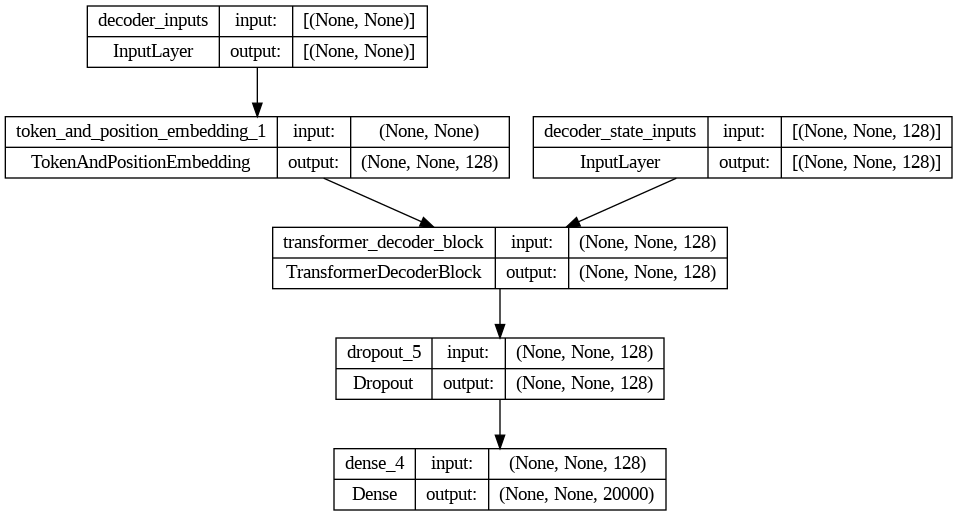 decoder_inputs input: [(None, None)]
InputLayer output: [(None, None)]
token_and_position_embedding_1 input: (None, None)
TokenAndPositionEmbedding output: (None, None, 128)
decoder_state_inputs input: [(None, None, 128)]
InputLayer output: [(None, None, 128)]
transformer_decoder_block input: (None, None, 128)
TransformerDecoderBlock output: (None, None, 128)
dropout_5 input: (None, None, 128)
Dropout output: (None, None, 128)
dense_4 input: (None, None, 128)
Dense output: (None, None, 20000)